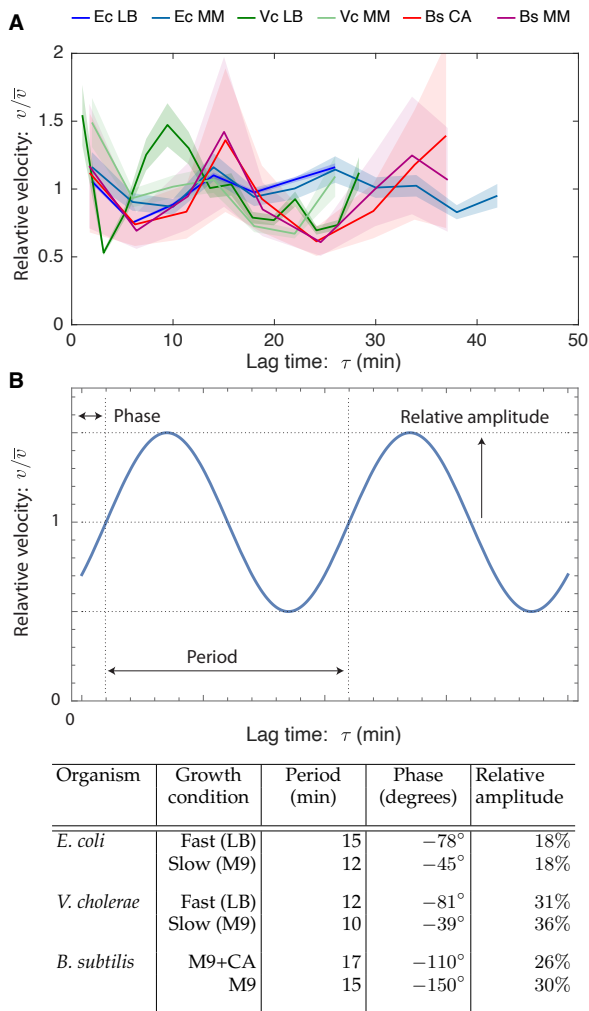 A
Ec LB Ec MM Vc LB Vc MM Bs CA Bs MM
Relavtive velocity: v/v̅
2
1.5
1
0.5
0
0 10 20 30 40 50
Lag time: τ (min)
B
Phase
Relative amplitude
Relavtive velocity: v/v̅
1
Period
0
0
Lag time: τ (min)
Organism Growth condition Period (min) Phase (degrees) Relative amplitude
E. coli Fast (LB) 15 −78° 18%
Slow (M9) 12 −45° 18%
V. cholerae Fast (LB) 12 −81° 31%
Slow (M9) 10 −39° 36%
B. subtilis M9+CA 17 −110° 26%
M9 15 −150° 30%